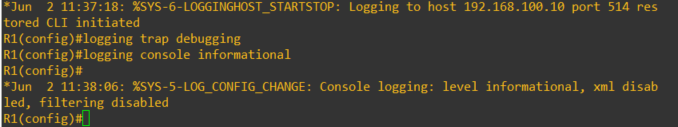 *Jun  2 11:37:18: %SYS-6-LOGGINGHOST_STARTSTOP: Logging to host 192.168.100.10 port 514 res
tored CLI initiated
R1(config)#logging trap debugging
R1(config)#logging console informational
R1(config)#
*Jun  2 11:38:06: %SYS-5-LOG_CONFIG_CHANGE: Console logging: level informational, xml disab
led, filtering disabled
R1(config)#